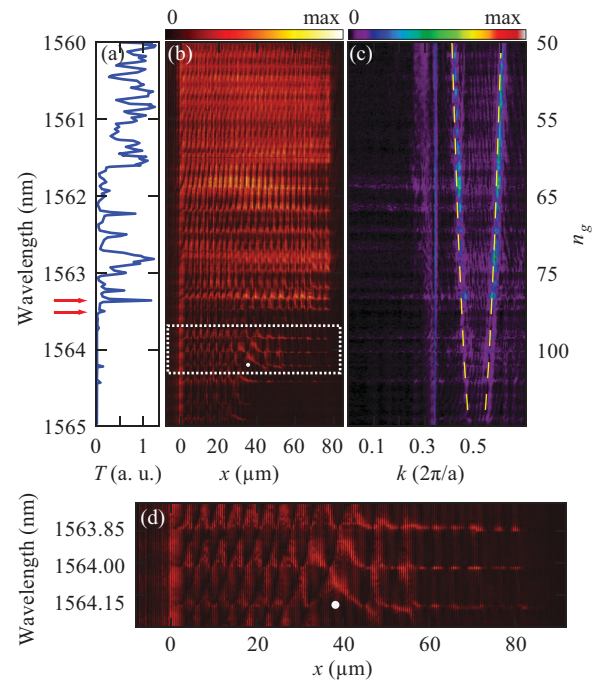 0 max 0 max
1560 (a) (b) (c) 50
1561 55
1562 65
1563 75
1564 100
1565
Wavelength (nm)
n_g
0 1 0 20 40 60 80 0.1 0.3 0.5
T (a. u.) x (µm) k (2π/a)
(d)
1563.85
1564.00
1564.15
Wavelength (nm)
0 20 40 60 80
x (µm)